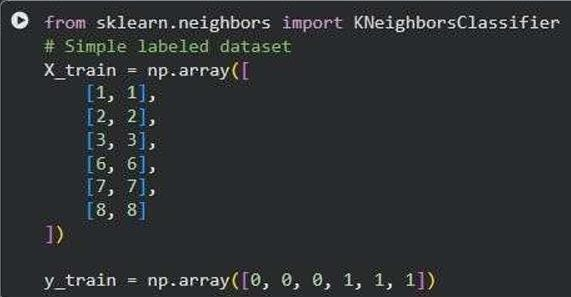 from sklearn.neighbors import KNeighborsClassifier
# Simple labeled dataset
X_train = np.array([
    [1, 1],
    [2, 2],
    [3, 3],
    [6, 6],
    [7, 7],
    [8, 8]
])

y_train = np.array([0, 0, 0, 1, 1, 1])